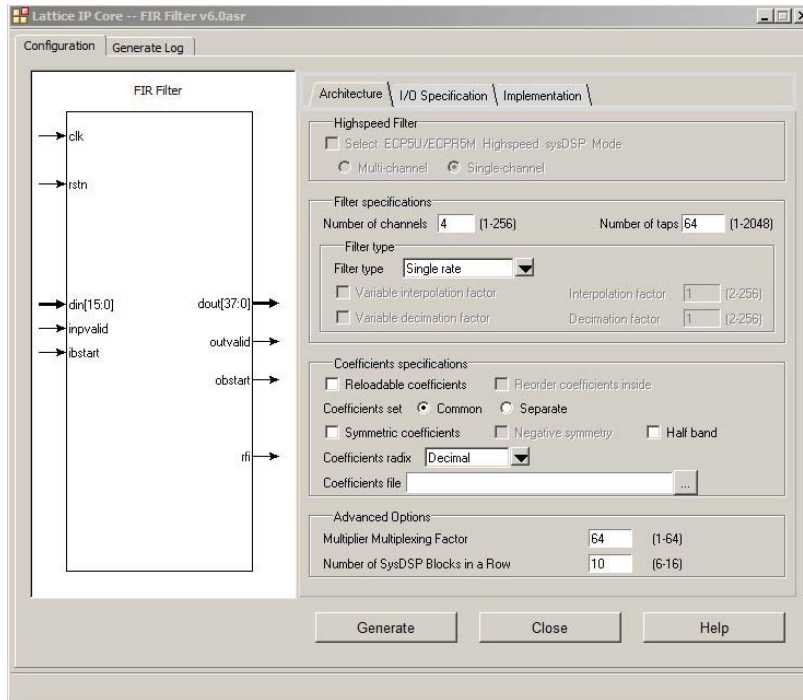 Lattice IP Core -- FIR Filter v6.0asr
Configuration
Generate Log
FIR Filter
clk
rstn
din[15:0]
dout[37:0]
inpvalid
outvalid
ibstart
obstart
rfi
Architecture
I/O Specification
Implementation
Highspeed Filter
Select ECP5U/ECPR5M Highspeed sysDSP Mode
Multi-channel Single-channel
Filter specifications
Number of channels 4 (1-256) Number of taps 64 (1-2048)
Filter type
Filter type Single rate
Variable interpolation factor Interpolation factor 1 (2-256)
Variable decimation factor Decimation factor 1 (2-256)
Coefficients specifications
Reloadable coefficients Reorder coefficients inside
Coefficients set Common Separate
Symmetric coefficients Negative symmetry Half band
Coefficients radix Decimal
Coefficients file ...
Advanced Options
Multiplier Multiplexing Factor 64 (1-64)
Number of SysDSP Blocks in a Row 10 (6-16)
Generate Close Help